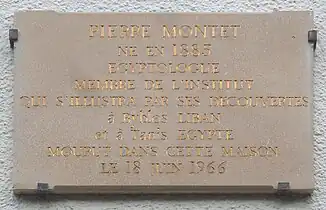 PIERRE MONTET
NE EN 1885
EGYPTOLOGUE
MEMBRE DE L'INSTITUT
QUI S'ILLUSTRA PAR SES DECOUVERTES
à Byblos LIBAN
et à Tanis EGYPTE
MOURUT DANS CETTE MAISON
LE 18 JUIN 1966